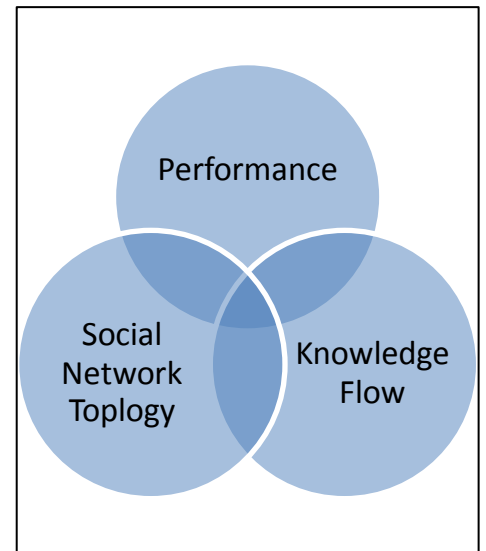 Performance
Social
Network
Toplogy
Knowledge
Flow